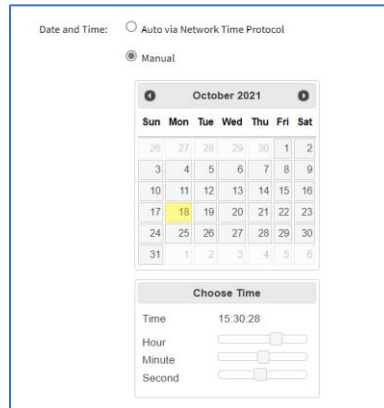 Date and Time: Auto via Network Time Protocol
Manual
October 2021
Sun Mon Tue Wed Thu Fri Sat
26 27 28 29 30 1 2
3 4 5 6 7 8 9
10 11 12 13 14 15 16
17 18 19 20 21 22 23
24 25 26 27 28 29 30
31 1 2 3 4 5 6
Choose Time
Time 15:30:28
Hour
Minute
Second